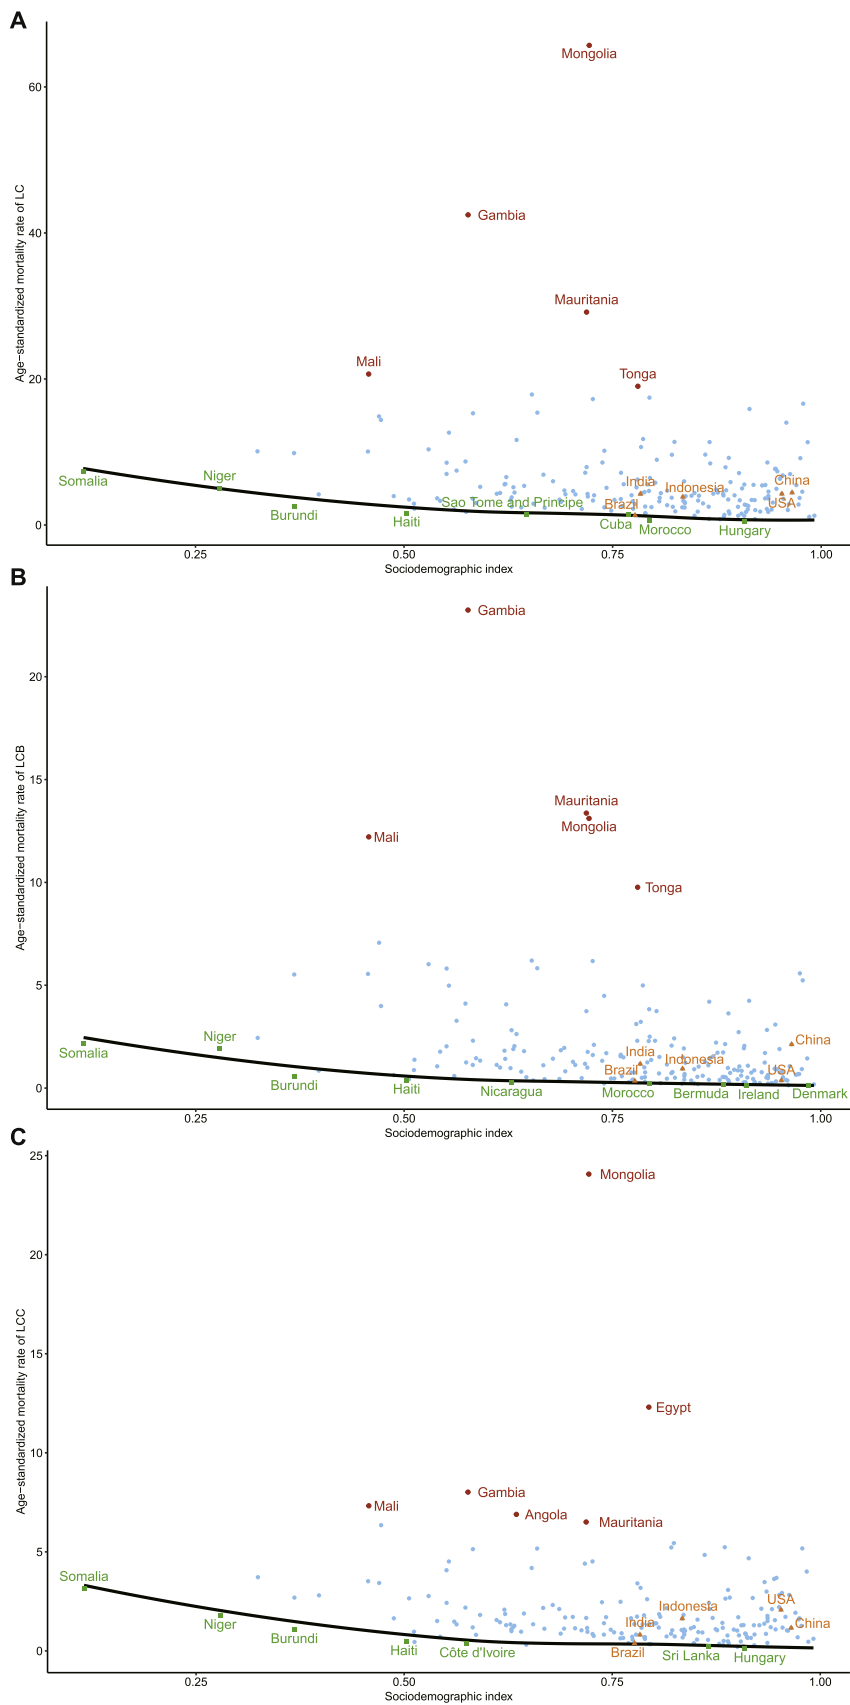 A
Age−standardized mortality rate of LC
60
40
20
0
Mongolia
Gambia
Mauritania
Mali
Tonga
Somalia
Niger
Burundi
Haiti
Sao Tome and Principe
India
Indonesia
China
Brazil
USA
Cuba
Morocco
Hungary
0.25 0.50 0.75 1.00
Sociodemographic index
B
Age−standardized mortality rate of LCB
20
15
10
5
0
Gambia
Mauritania
Mongolia
Mali
Tonga
Somalia
Niger
Burundi
Haiti
Nicaragua
India
Indonesia
China
Brazil
USA
Morocco
Bermuda
Ireland
Denmark
0.25 0.50 0.75 1.00
Sociodemographic index
C
Age−standardized mortality rate of LCC
25
20
15
10
5
0
Mongolia
Egypt
Gambia
Mali
Angola
Mauritania
Somalia
Niger
Burundi
Haiti
Côte d'Ivoire
Indonesia
USA
India
China
Brazil
Sri Lanka
Hungary
0.25 0.50 0.75 1.00
Sociodemographic index